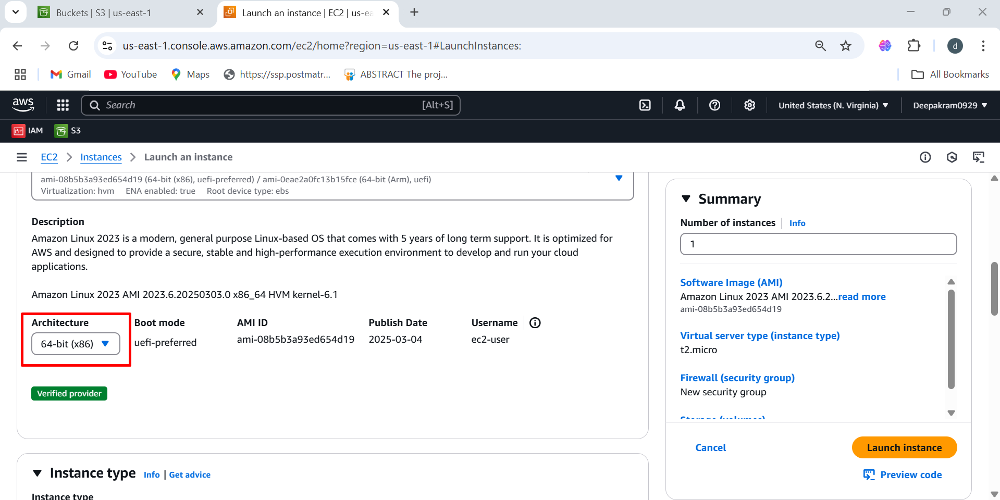 Buckets | S3 | us-east-1
Launch an instance | EC2 | us-ea
us-east-1.console.aws.amazon.com/ec2/home?region=us-east-1#LaunchInstances:
d
Gmail
YouTube
Maps
https://ssp.postmatr...
ABSTRACT The proj...
All Bookmarks
aws
Search
[Alt+S]
United States (N. Virginia)
Deepakram0929
IAM
S3
EC2
Instances
Launch an instance
ami-08b5b3a93ed654d19 (64-bit (x86), uefi-preferred) / ami-0eae2a0fc13b15fce (64-bit (Arm), uefi)
Virtualization: hvm ENA enabled: true Root device type: ebs
Description
Amazon Linux 2023 is a modern, general purpose Linux-based OS that comes with 5 years of long term support. It is optimized for
AWS and designed to provide a secure, stable and high-performance execution environment to develop and run your cloud
applications.
Amazon Linux 2023 AMI 2023.6.20250303.0 x86_64 HVM kernel-6.1
Architecture
64-bit (x86)
Boot mode
uefi-preferred
AMI ID
ami-08b5b3a93ed654d19
Publish Date
2025-03-04
Username
ec2-user
Verified provider
Instance type
Info | Get advice
Instance type
Summary
Number of instances
Info
1
Software Image (AMI)
Amazon Linux 2023 AMI 2023.6.2...read more
ami-08b5b3a93ed654d19
Virtual server type (instance type)
t2.micro
Firewall (security group)
New security group
Storage (volumes)
Cancel
Launch instance
Preview code